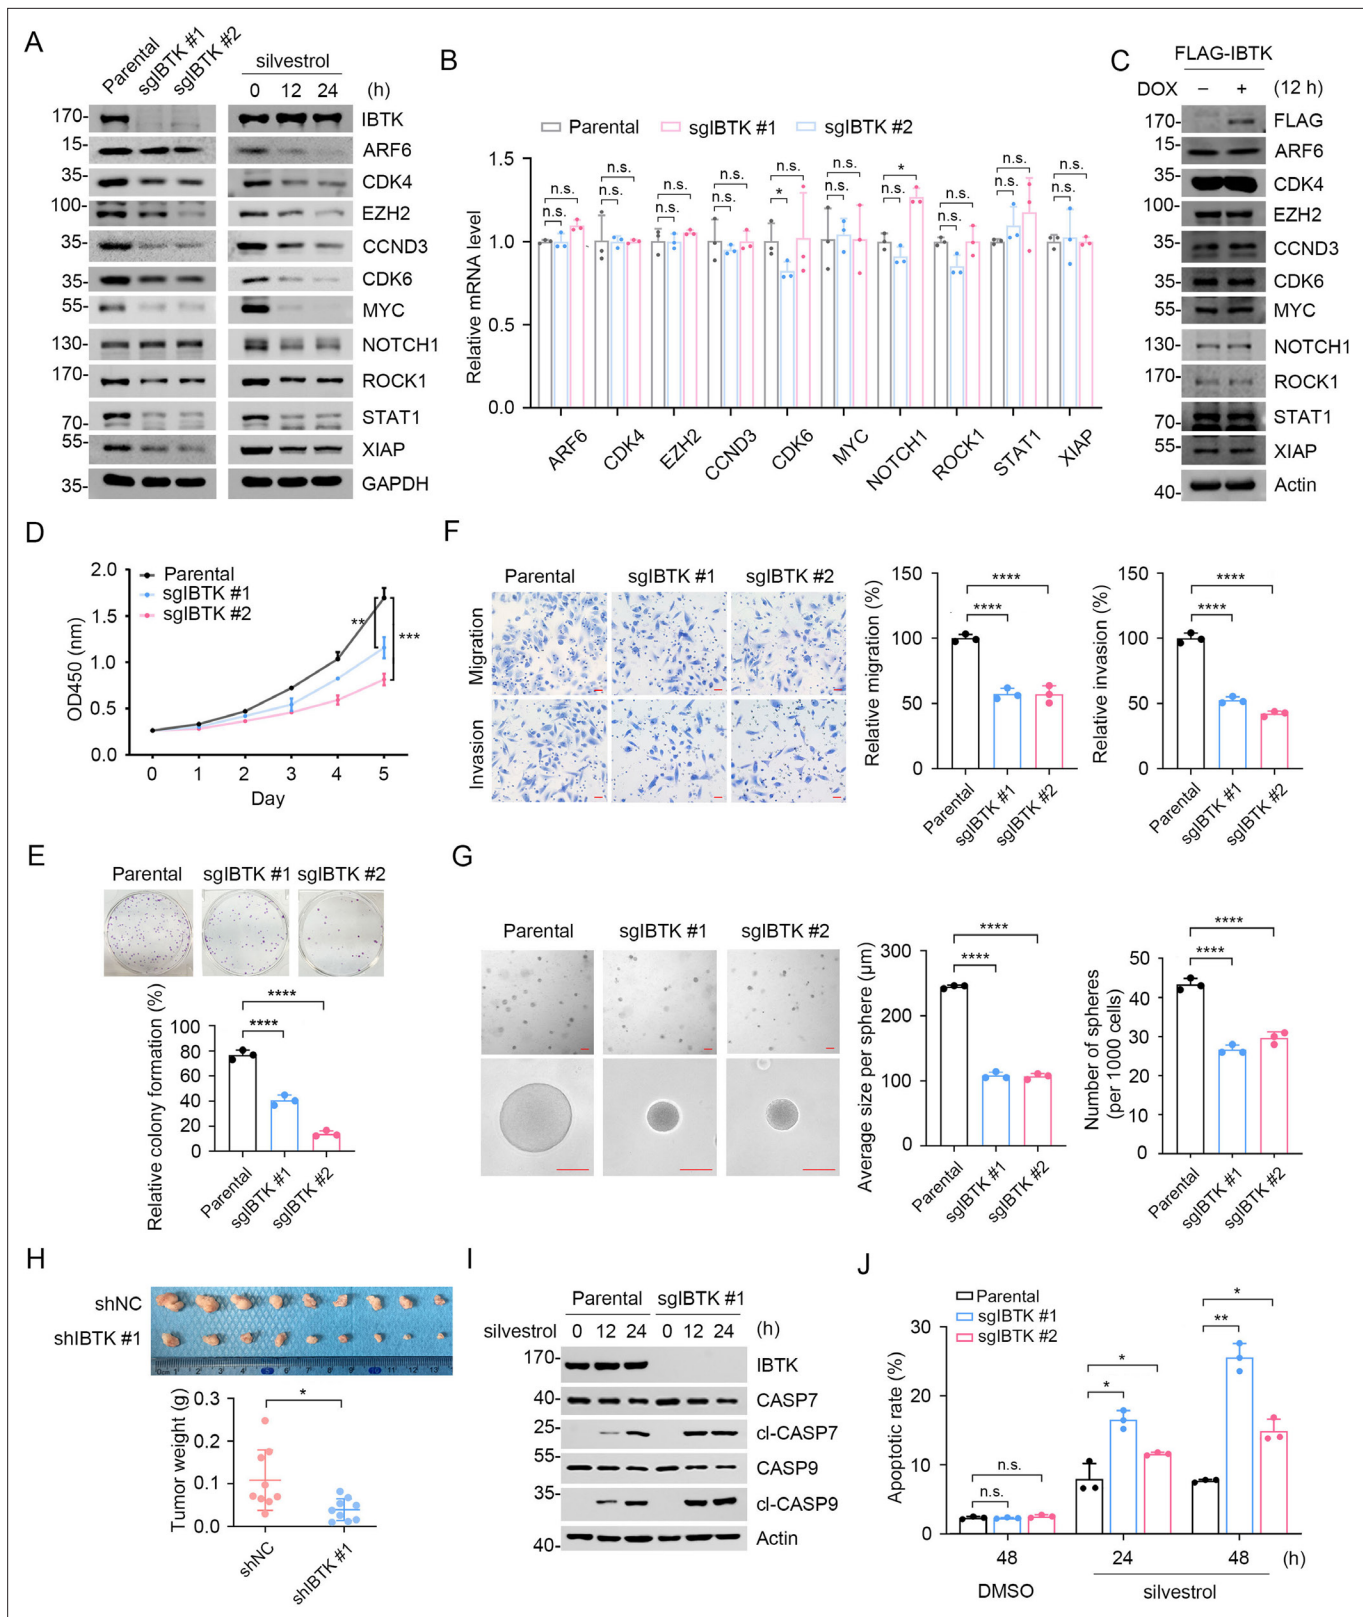 A
Parental
sgIBTK #1
sgIBTK #2
silvestrol
0 12 24 (h)
170- IBTK
15- ARF6
35- CDK4
100- EZH2
35- CCND3
35- CDK6
55- MYC
130- NOTCH1
170- ROCK1
70- STAT1
55- XIAP
35- GAPDH
B
Parental sgIBTK #1 sgIBTK #2
Relative mRNA level
1.5
1.0
0.5
0.0
n.s. n.s. n.s. n.s. n.s. n.s. * n.s. n.s. n.s.
n.s. n.s. n.s. n.s. * n.s. n.s. n.s. n.s. n.s.
ARF6 CDK4 EZH2 CCND3 CDK6 MYC NOTCH1 ROCK1 STAT1 XIAP
C
FLAG-IBTK
DOX – + (12 h)
170- FLAG
15- ARF6
35- CDK4
100- EZH2
35- CCND3
35- CDK6
55- MYC
130- NOTCH1
170- ROCK1
70- STAT1
55- XIAP
40- Actin
D
Parental
sgIBTK #1
sgIBTK #2
OD450 (nm)
2.0
1.5
1.0
0.5
0.0
** ***
0 1 2 3 4 5
Day
E
Parental sgIBTK #1 sgIBTK #2
Relative colony formation (%)
100
80
60
40
20
0
****
****
Parental sgIBTK #1 sgIBTK #2
F
Parental sgIBTK #1 sgIBTK #2
Migration
Invasion
Relative migration (%)
150
100
50
0
****
****
Parental sgIBTK #1 sgIBTK #2
Relative invasion (%)
150
100
50
0
****
****
Parental sgIBTK #1 sgIBTK #2
G
Parental sgIBTK #1 sgIBTK #2
Average size per sphere (μm)
300
200
100
0
****
****
Parental sgIBTK #1 sgIBTK #2
Number of spheres
(per 1000 cells)
50
40
30
20
10
0
****
****
Parental sgIBTK #1 sgIBTK #2
H
shNC
shIBTK #1
Tumor weight (g)
0.3
0.2
0.1
0.0
*
shNC shIBTK #1
I
Parental sgIBTK #1
silvestrol 0 12 24 0 12 24 (h)
170- IBTK
40- CASP7
25- cl-CASP7
55- CASP9
35- cl-CASP9
40- Actin
J
Parental
sgIBTK #1
sgIBTK #2
Apoptotic rate (%)
30
20
10
0
n.s. * *
n.s. * **
48 24 48 (h)
DMSO silvestrol